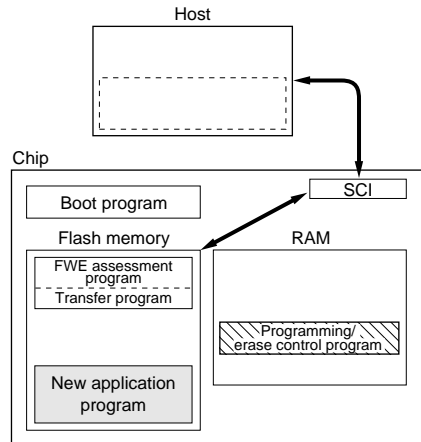 Host
Chip
SCI
Boot program
Flash memory
RAM
FWE assessment
program
Transfer program
Programming/
erase control program
New application
program